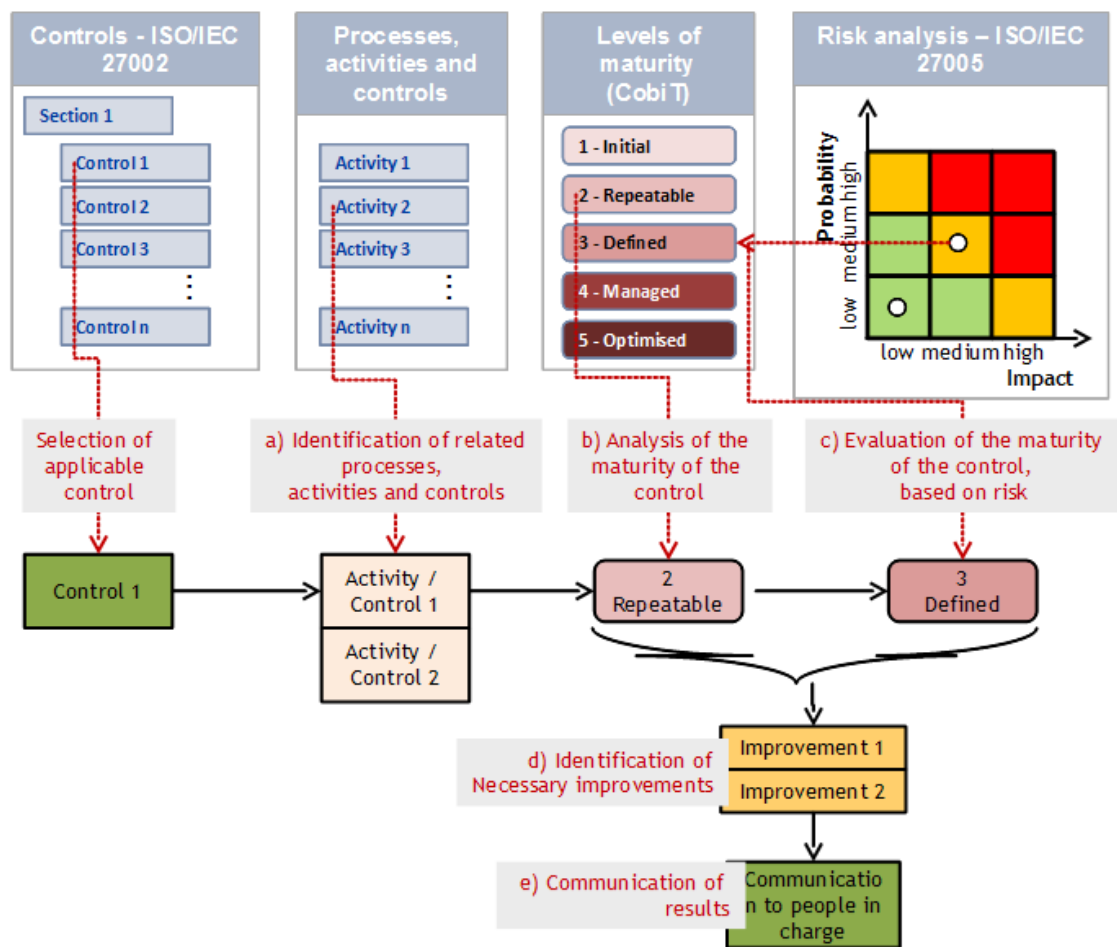 Controls - ISO/IEC
27002
Section 1
Control 1
Control 2
Control 3
⋮
Control n
Processes,
activities and
controls
Activity 1
Activity 2
Activity 3
⋮
Activity n
Levels of
maturity
(CobiT)
1 - Initial
2 - Repeatable
3 - Defined
4 - Managed
5 - Optimised
Risk analysis – ISO/IEC
27005
Probability
low medium high
low medium high
Impact
Selection of
applicable
control
a) Identification of related
processes,
activities and controls
b) Analysis of the
maturity of the
control
c) Evaluation of the maturity
of the control,
based on risk
Control 1
Activity /
Control 1
Activity /
Control 2
2
Repeatable
3
Defined
d) Identification of
Necessary improvements
Improvement 1
Improvement 2
e) Communication of
results
Communicatio
n to people in
charge